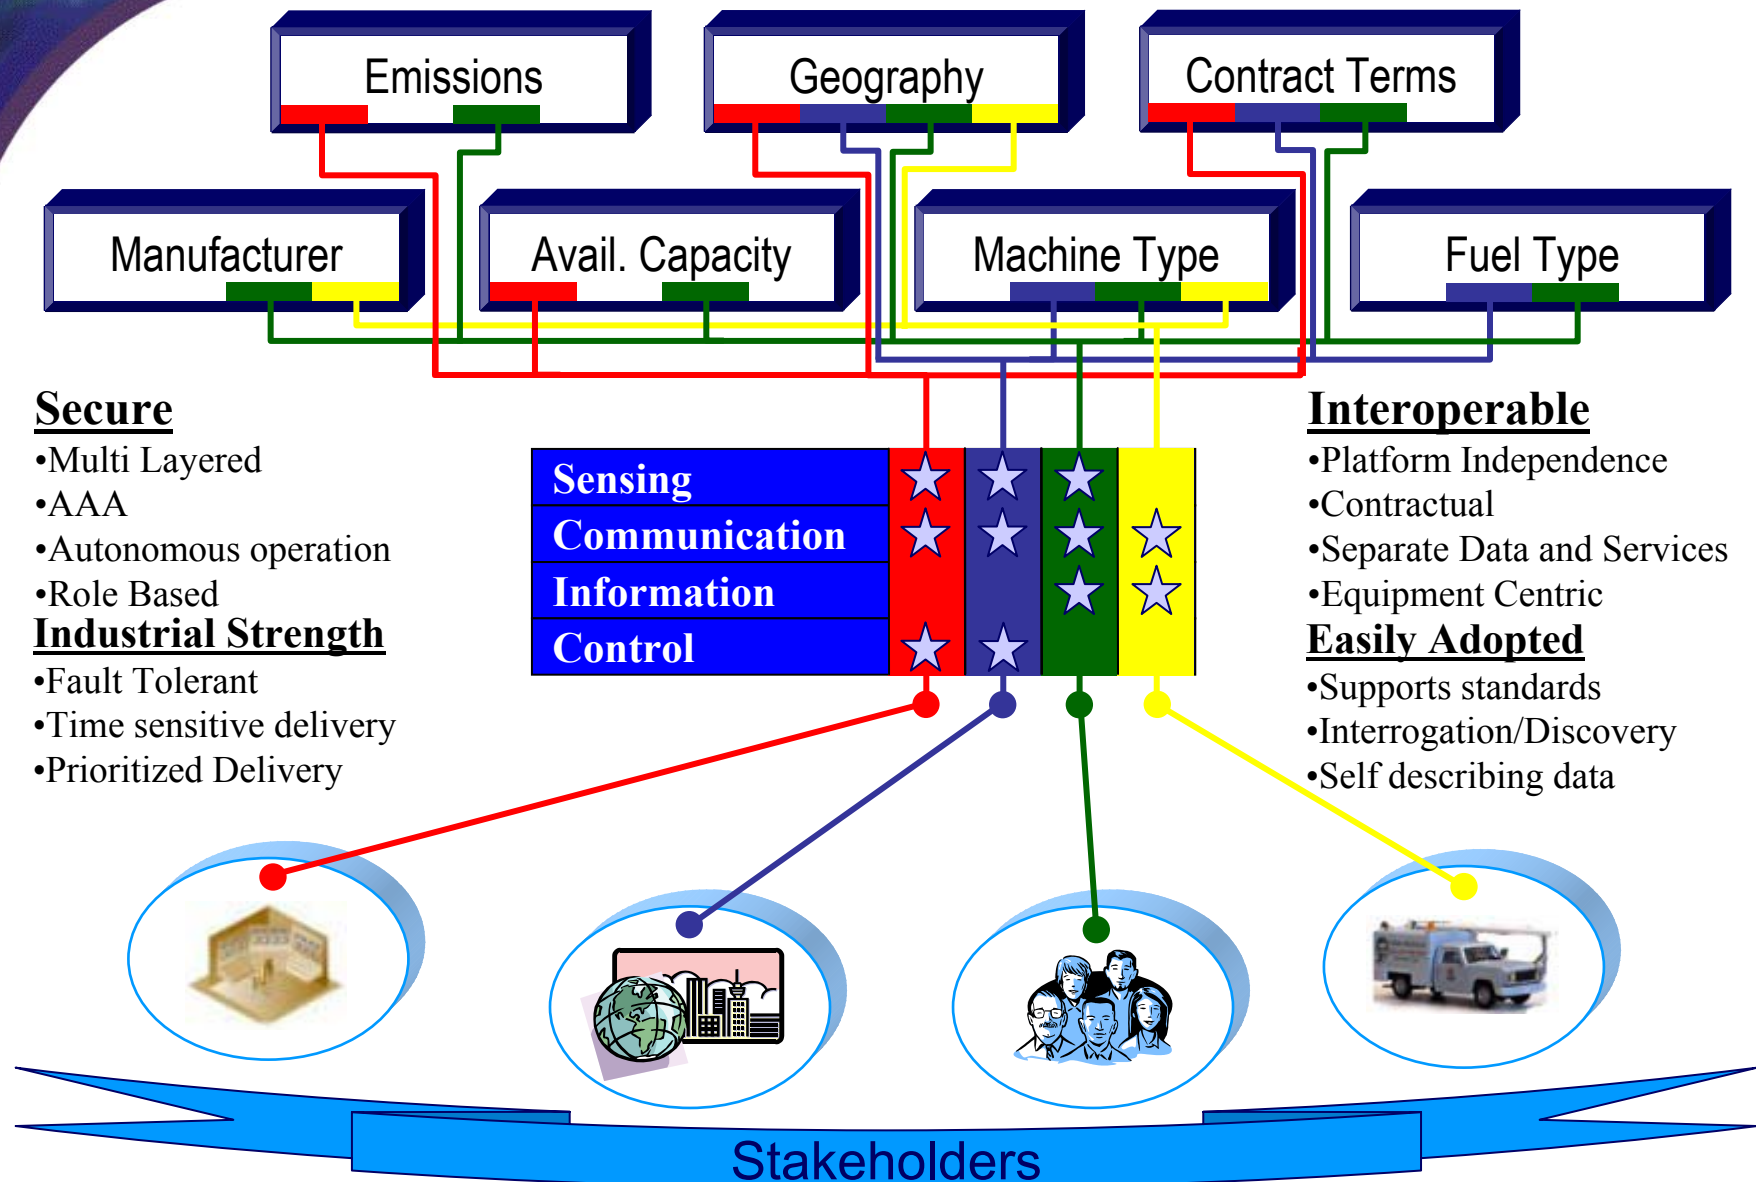 Emissions
Geography
Contract Terms
Manufacturer
Avail. Capacity
Machine Type
Fuel Type
Secure
•Multi Layered
•AAA
•Autonomous operation
•Role Based
Industrial Strength
•Fault Tolerant
•Time sensitive delivery
•Prioritized Delivery
Sensing
Communication
Information
Control
Interoperable
•Platform Independence
•Contractual
•Separate Data and Services
•Equipment Centric
Easily Adopted
•Supports standards
•Interrogation/Discovery
•Self describing data
Stakeholders